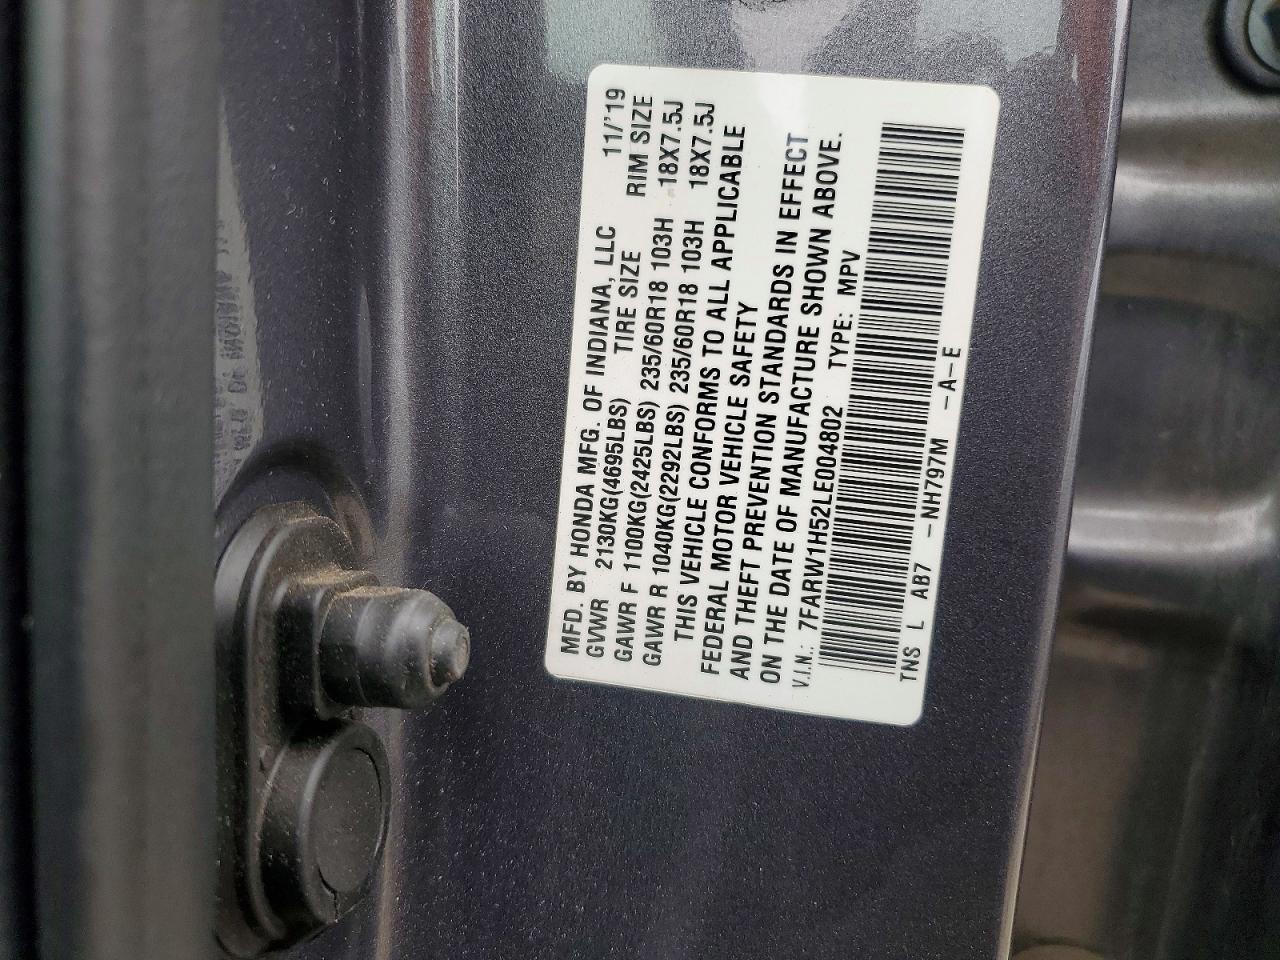 MFD. BY HONDA MFG. OF INDIANA, LLC 11/'19
GVWR 2130KG(4695LBS) TIRE SIZE RIM SIZE
GAWR F 1100KG(2425LBS) 235/60R18 103H 18X7.5J
GAWR R 1040KG(2292LBS) 235/60R18 103H 18X7.5J
THIS VEHICLE CONFORMS TO ALL APPLICABLE
FEDERAL MOTOR VEHICLE SAFETY
AND THEFT PREVENTION STANDARDS IN EFFECT
ON THE DATE OF MANUFACTURE SHOWN ABOVE.
V.I.N.: 7FARW1H52LE004802 TYPE: MPV
TNS L AB7 -NH797M -A-E